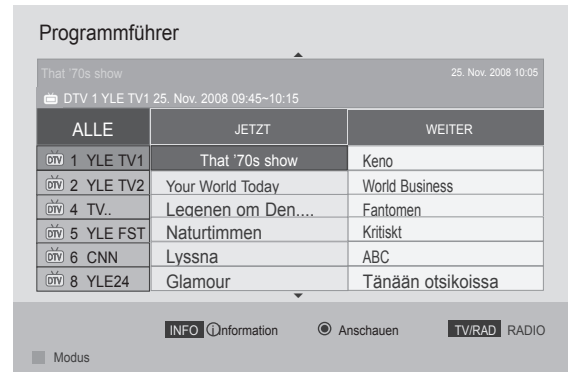 Programmführer
That '70s show 25. Nov. 2008 10:05
DTV 1 YLE TV1 25. Nov. 2008 09:45~10:15
ALLE JETZT WEITER
DTV 1 YLE TV1 That '70s show Keno
DTV 2 YLE TV2 Your World Today World Business
DTV 4 TV.. Legenen om Den.... Fantomen
DTV 5 YLE FST Naturtimmen Kritiskt
DTV 6 CNN Lyssna ABC
DTV 8 YLE24 Glamour Tänään otsikoissa
INFO ⓘInformation ◉ Anschauen TV/RAD RADIO
Modus